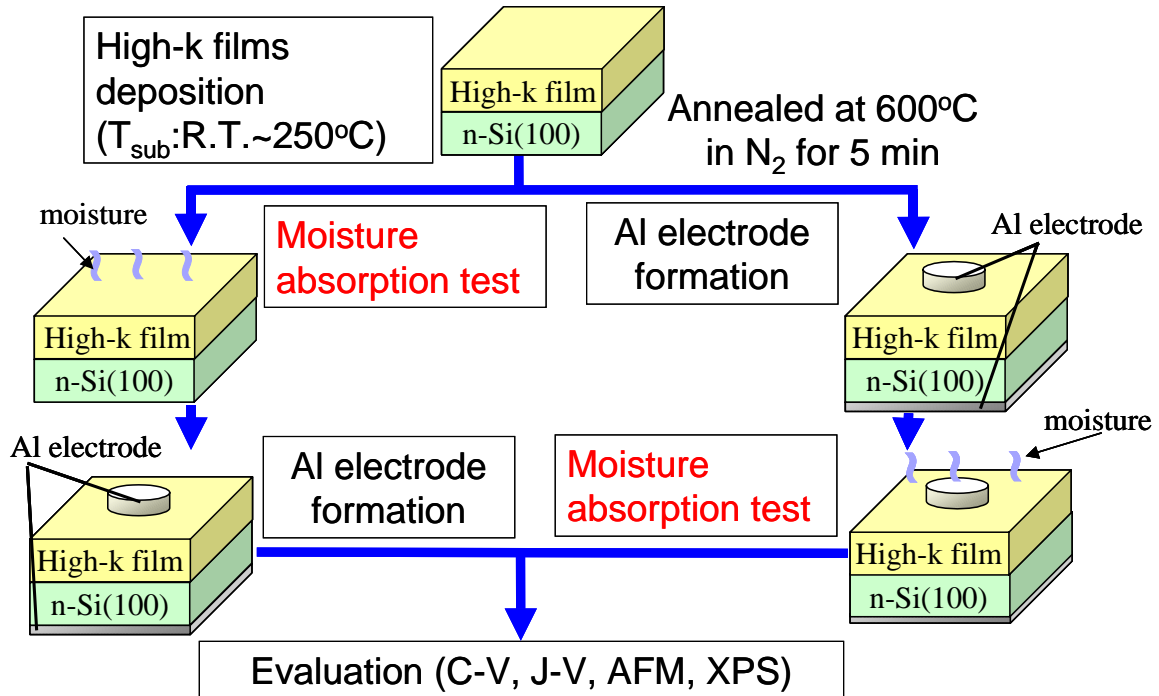 High-k films
deposition
(Tsub:R.T.~250oC)
High-k film
n-Si(100)
Annealed at 600oC
in N2 for 5 min
moisture
Moisture
absorption test
Al electrode
formation
Al electrode
High-k film
n-Si(100)
High-k film
n-Si(100)
Al electrode
Al electrode
formation
Moisture
absorption test
moisture
High-k film
n-Si(100)
High-k film
n-Si(100)
Evaluation (C-V, J-V, AFM, XPS)